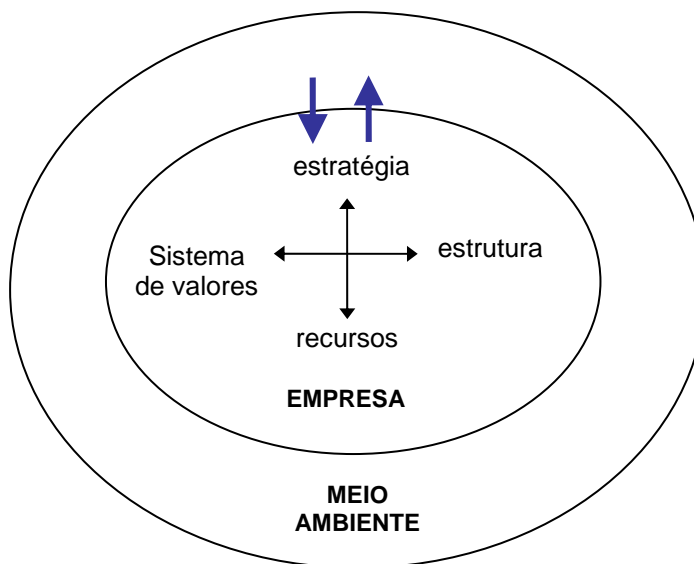 estratégia
Sistema
de valores
estrutura
recursos
EMPRESA
MEIO
AMBIENTE